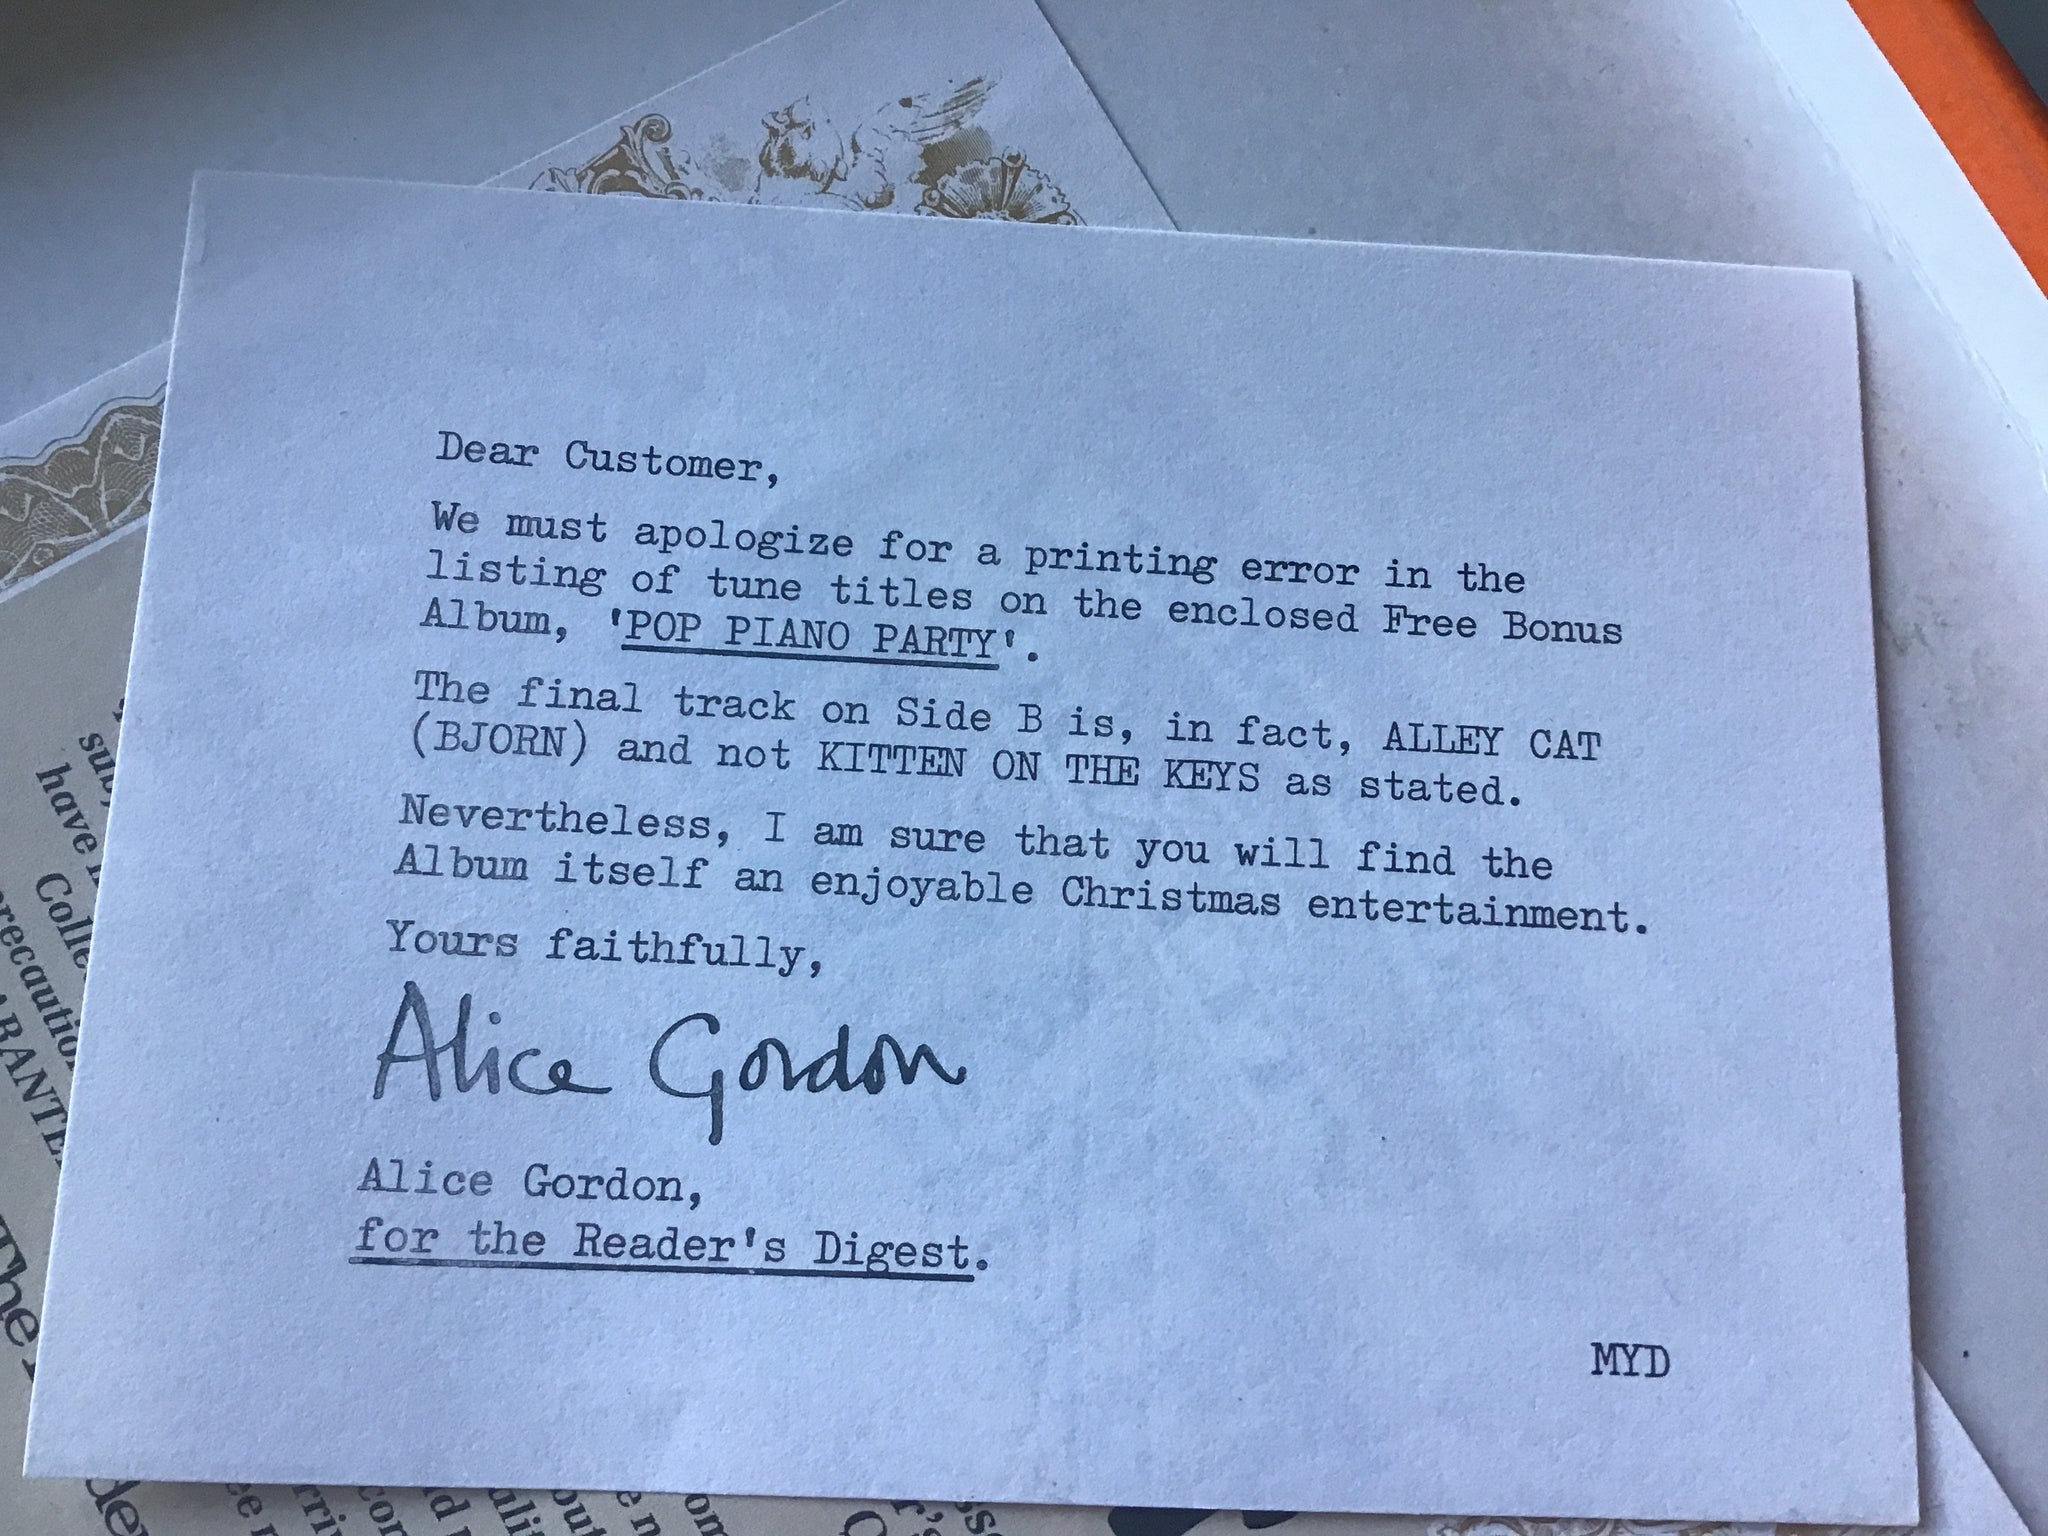 Dear Customer,
We must apologize for a printing error in the
listing of tune titles on the enclosed Free Bonus
Album, 'POP PIANO PARTY'.
The final track on Side B is, in fact, ALLEY CAT
(BJORN) and not KITTEN ON THE KEYS as stated.
Nevertheless, I am sure that you will find the
Album itself an enjoyable Christmas entertainment.
Yours faithfully,
Alice Gordon
Alice Gordon,
for the Reader's Digest.
MYD
have
The